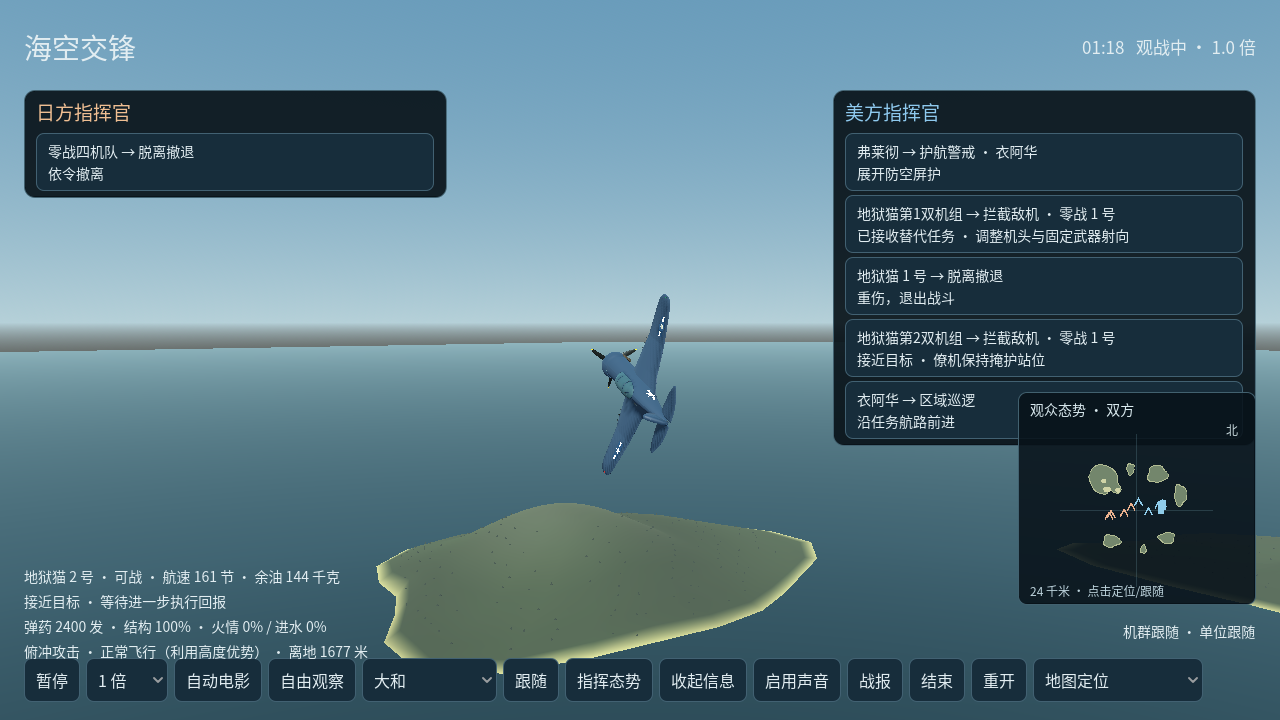 海空交锋
01:18 观战中 · 1.0 倍
日方指挥官
零战四机队 → 脱离撤退
依令撤离
美方指挥官
弗莱彻 → 护航警戒 · 衣阿华
展开防空屏护
地狱猫第1双机组 → 拦截敌机 · 零战 1 号
已接收替代任务 · 调整机头与固定武器射向
地狱猫 1 号 → 脱离撤退
重伤，退出战斗
地狱猫第2双机组 → 拦截敌机 · 零战 1 号
接近目标 · 僚机保持掩护站位
衣阿华 → 区域巡逻
沿任务航路前进
观众态势 · 双方
北
24 千米 · 点击定位/跟随
地狱猫 2 号 · 可战 · 航速 161 节 · 余油 144 千克
接近目标 · 等待进一步执行回报
弹药 2400 发 · 结构 100% · 火情 0% / 进水 0%
俯冲攻击 · 正常飞行（利用高度优势） · 离地 1677 米
机群跟随 · 单位跟随
暂停
1 倍
自动电影
自由观察
大和
跟随
指挥态势
收起信息
启用声音
战报
结束
重开
地图定位